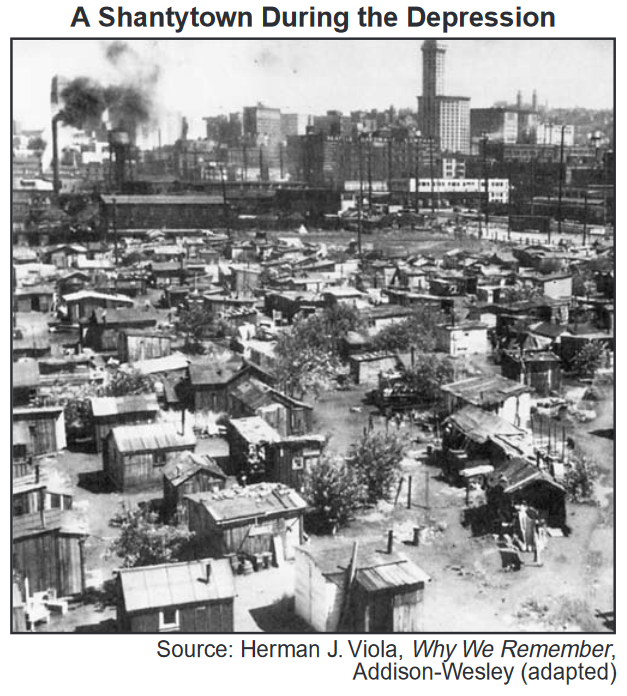 A Shantytown During the Depression
Source: Herman J. Viola, Why We Remember,
Addison-Wesley (adapted)